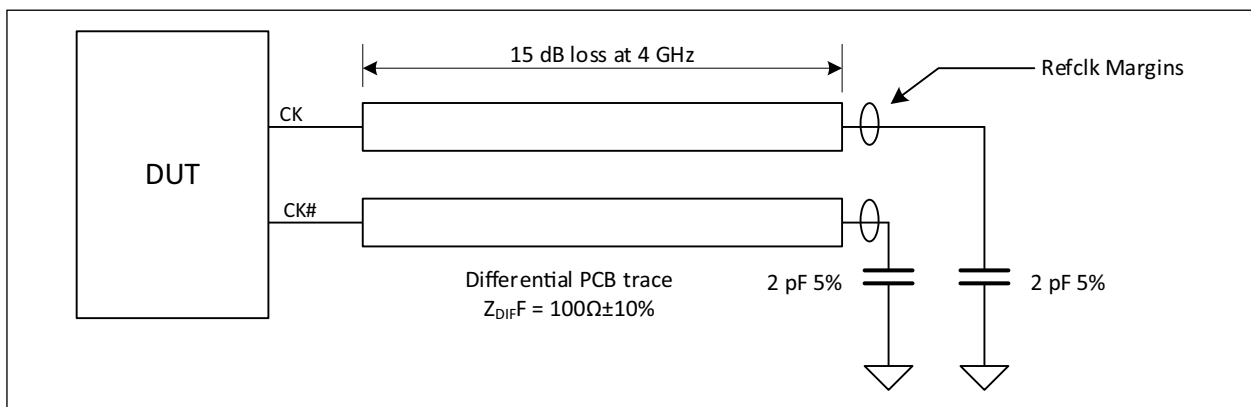 15 dB loss at 4 GHz
Refclk Margins
CK
DUT
CK#
Differential PCB trace
Z_DIFF = 100Ω±10%
2 pF 5%
2 pF 5%